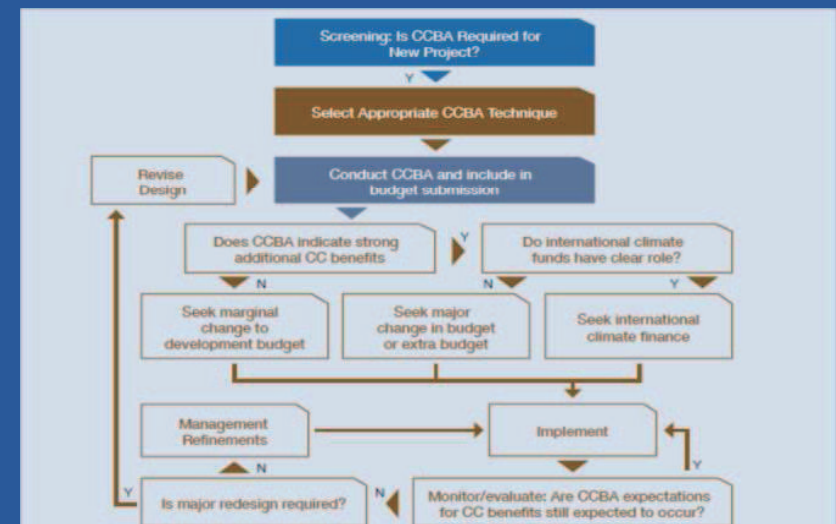 Screening: Is CCBA Required for
New Project?
Y
Select Appropriate CCBA Technique
Revise
Design
Conduct CCBA and include in
budget submission
Does CCBA indicate strong
additional CC benefits
Y
Do international climate
funds have clear role?
N
N
Y
Seek marginal
change to
development budget
Seek major
change in budget
or extra budget
Seek international
climate finance
Management
Refinements
Implement
N
Y
Y
Is major redesign required?
N
Monitor/evaluate: Are CCBA expectations
for CC benefits still expected to occur?